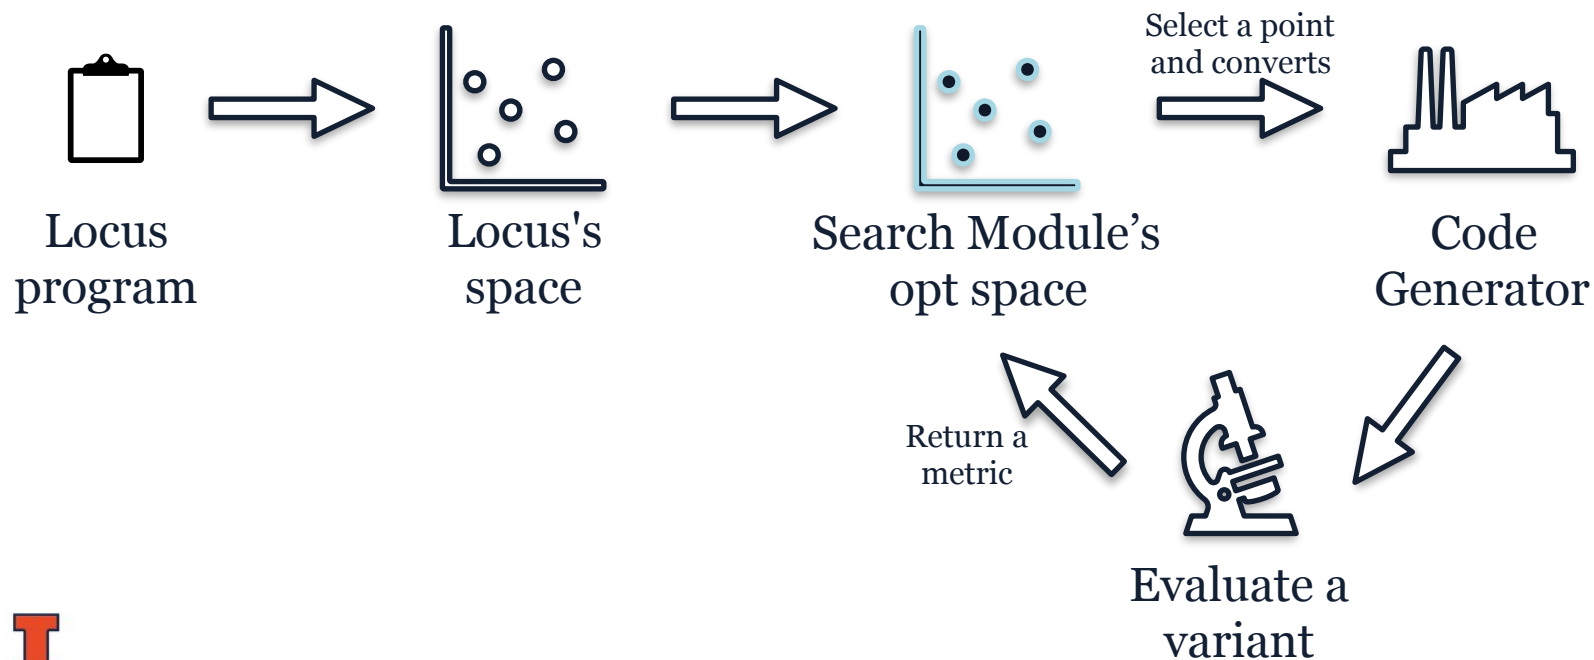 Select a point
and converts
Locus
program
Locus's
space
Search Module’s
opt space
Code
Generator
Return a
metric
Evaluate a
variant